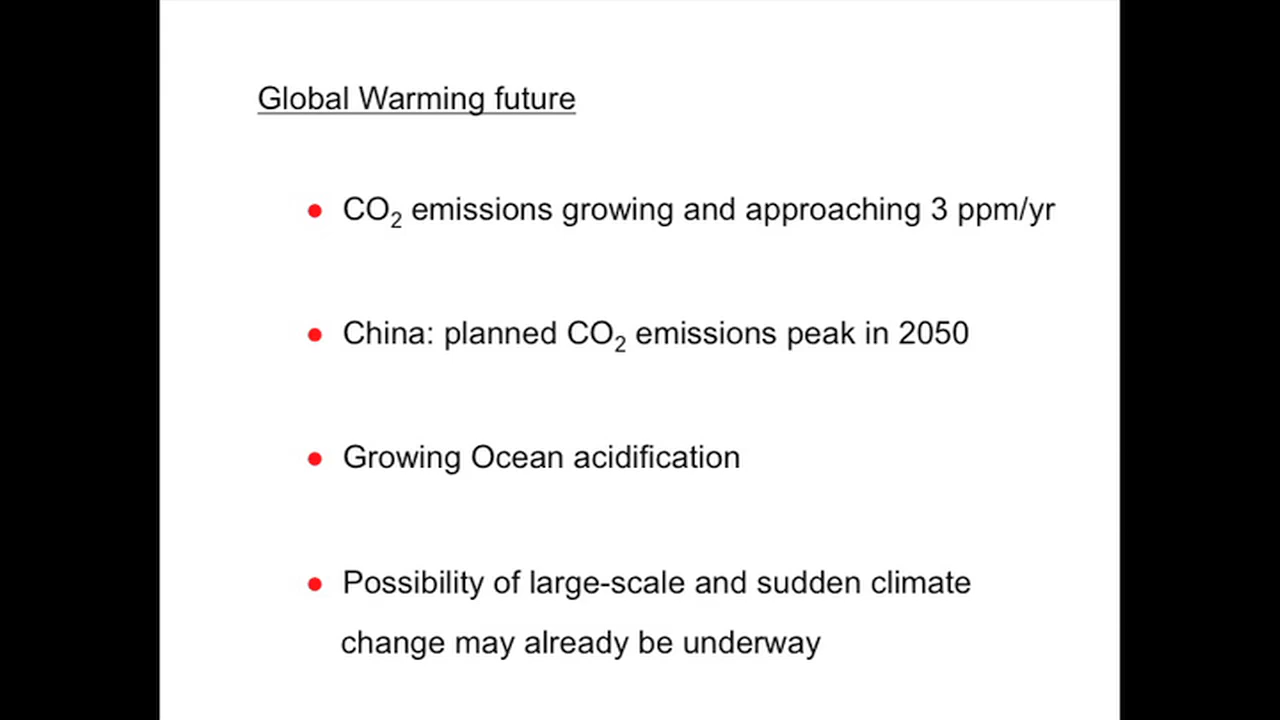 Global Warming future
• CO₂ emissions growing and approaching 3 ppm/yr
• China: planned CO₂ emissions peak in 2050
• Growing Ocean acidification
• Possibility of large-scale and sudden climate
change may already be underway